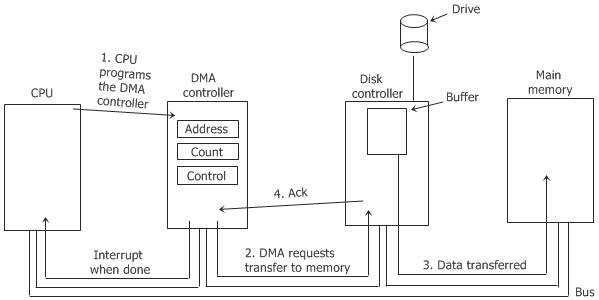 Drive
1. CPU
programs
the DMA
controller
CPU
DMA
controller
Disk
controller
Buffer
Main
memory
Address
Count
Control
4. Ack
Interrupt
when done
2. DMA requests
transfer to memory
3. Data transferred
Bus